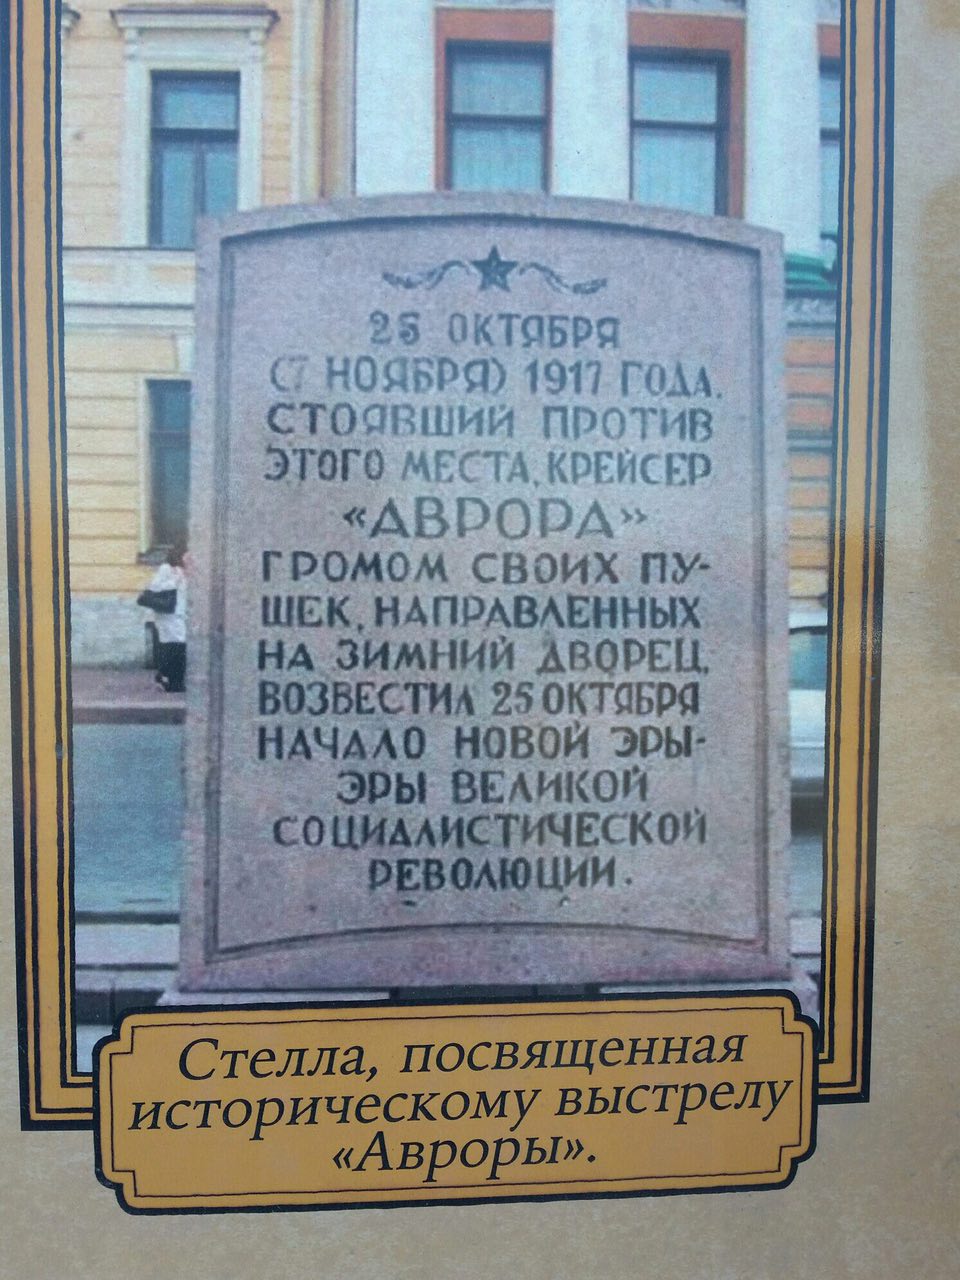 25 ОКТЯБРЯ
(7 НОЯБРЯ) 1917 ГОДА.
СТОЯВШИЙ ПРОТИВ
ЭТОГО МЕСТА, КРЕЙСЕР
«АВРОРА»
ГРОМОМ СВОИХ ПУ-
ШЕК, НАПРАВЛЕННЫХ
НА ЗИМНИЙ ДВОРЕЦ,
ВОЗВЕСТИЛ 25 ОКТЯБРЯ
НАЧАЛО НОВОЙ ЭРЫ-
ЭРЫ ВЕЛИКОЙ
СОЦИАЛИСТИЧЕСКОЙ
РЕВОЛЮЦИИ.
Стелла, посвященная
историческому выстрелу
«Авроры».